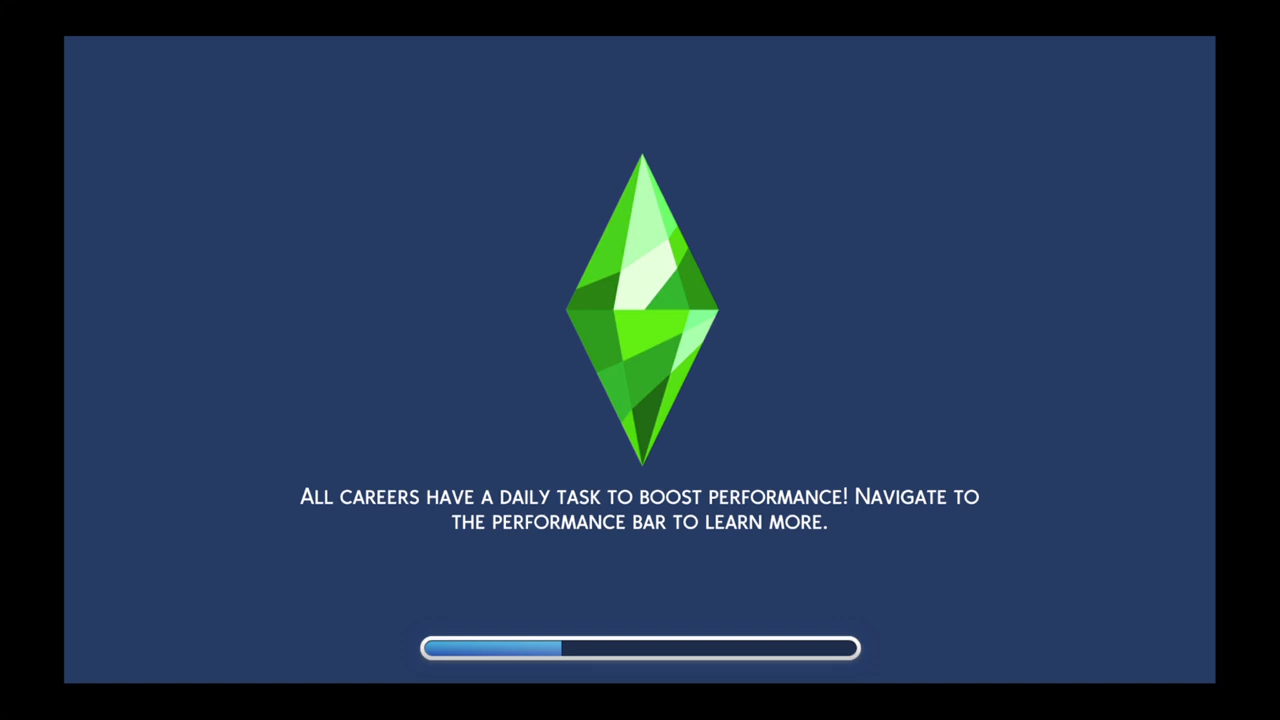 All careers have a daily task to boost performance! Navigate to
the performance bar to learn more.